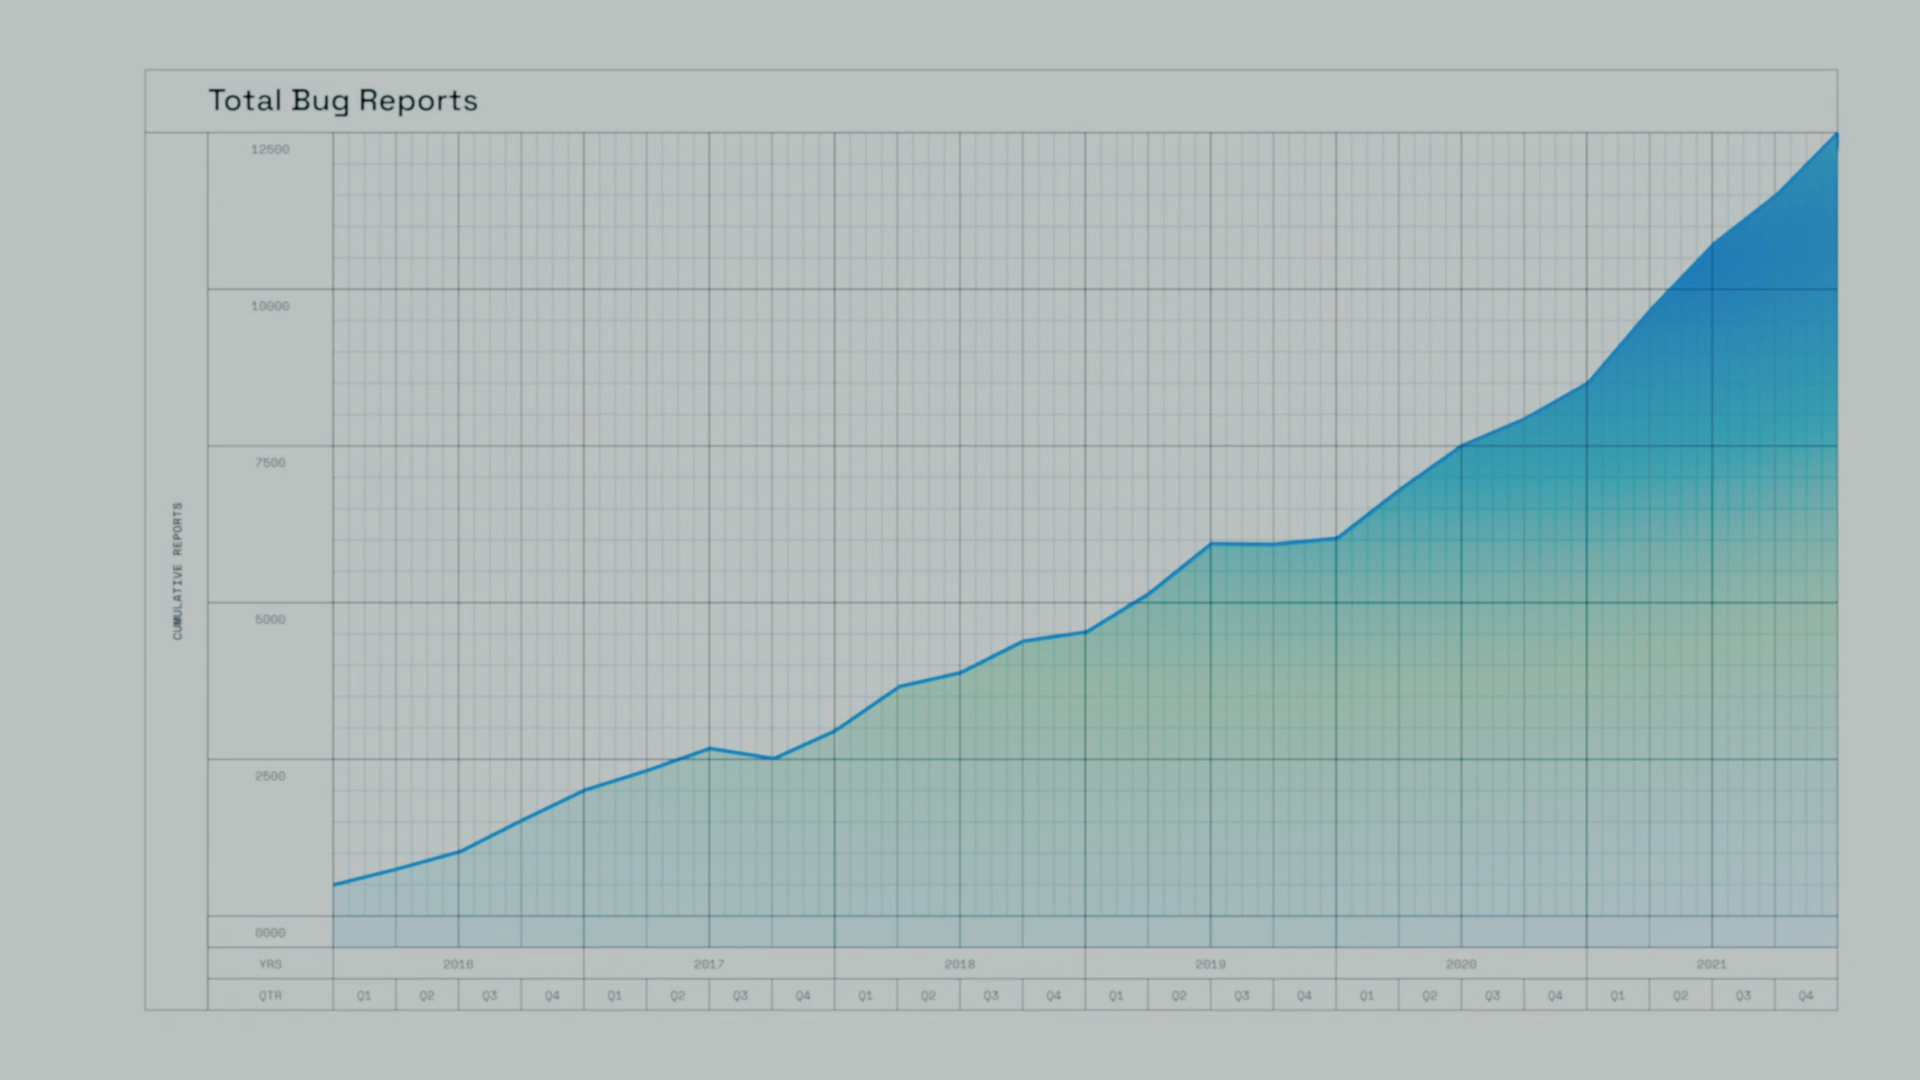 Total Bug Reports
12500
10000
7500
5000
2500
0000
CUMULATIVE REPORTS
YRS 2016 2017 2018 2019 2020 2021
QTR Q1 Q2 Q3 Q4 Q1 Q2 Q3 Q4 Q1 Q2 Q3 Q4 Q1 Q2 Q3 Q4 Q1 Q2 Q3 Q4 Q1 Q2 Q3 Q4